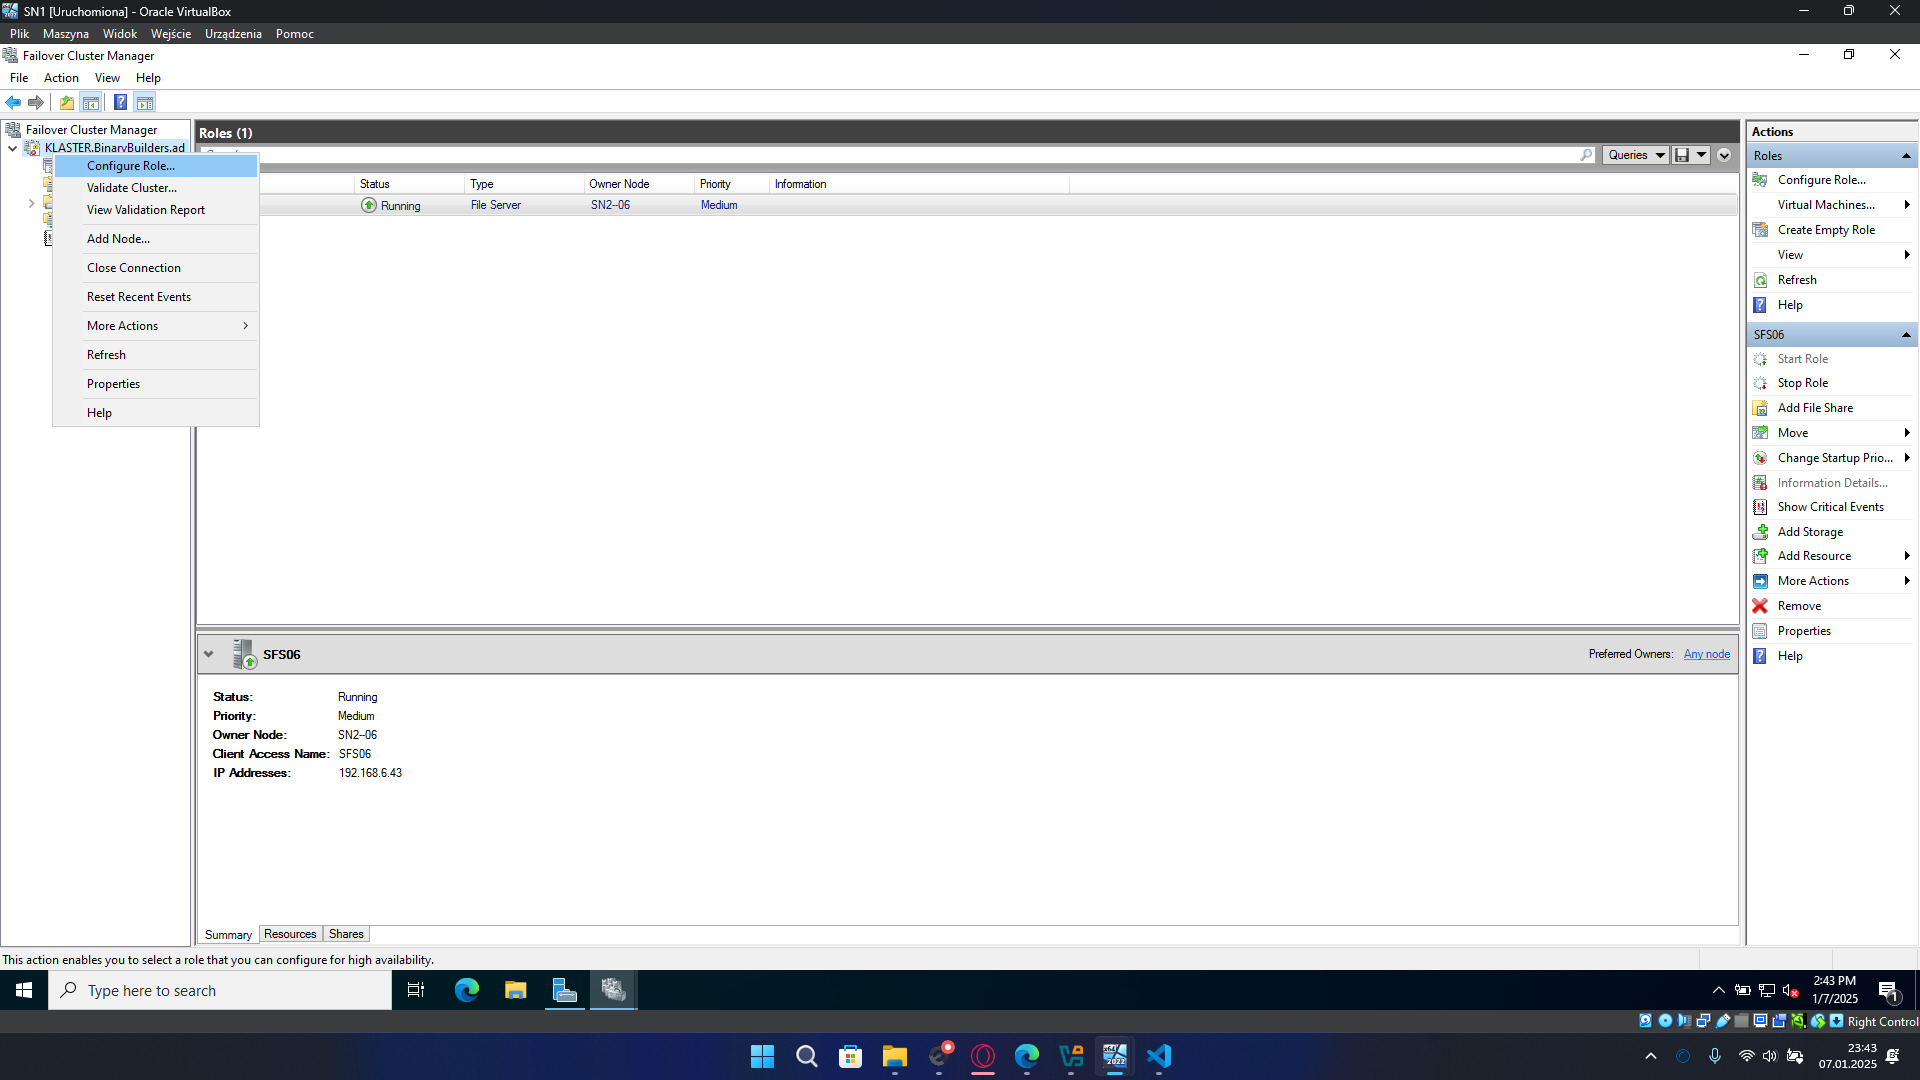 SN1 [Uruchomiona] - Oracle VirtualBox
Plik Maszyna Widok Wejście Urządzenia Pomoc
Failover Cluster Manager
File Action View Help
Failover Cluster Manager
KLASTER.BinaryBuilders.ad
Configure Role...
Validate Cluster...
View Validation Report
Add Node...
Close Connection
Reset Recent Events
More Actions
Refresh
Properties
Help
Roles (1)
Queries
Status Type Owner Node Priority Information
Running File Server SN2--06 Medium
SFS06
Preferred Owners: Any node
Status: Running
Priority: Medium
Owner Node: SN2--06
Client Access Name: SFS06
IP Addresses: 192.168.6.43
Summary Resources Shares
Actions
Roles
Configure Role...
Virtual Machines...
Create Empty Role
View
Refresh
Help
SFS06
Start Role
Stop Role
Add File Share
Move
Change Startup Prio...
Information Details...
Show Critical Events
Add Storage
Add Resource
More Actions
Remove
Properties
Help
This action enables you to select a role that you can configure for high availability.
Type here to search
2:43 PM
1/7/2025
1
Right Control
2022
23:43
07.01.2025